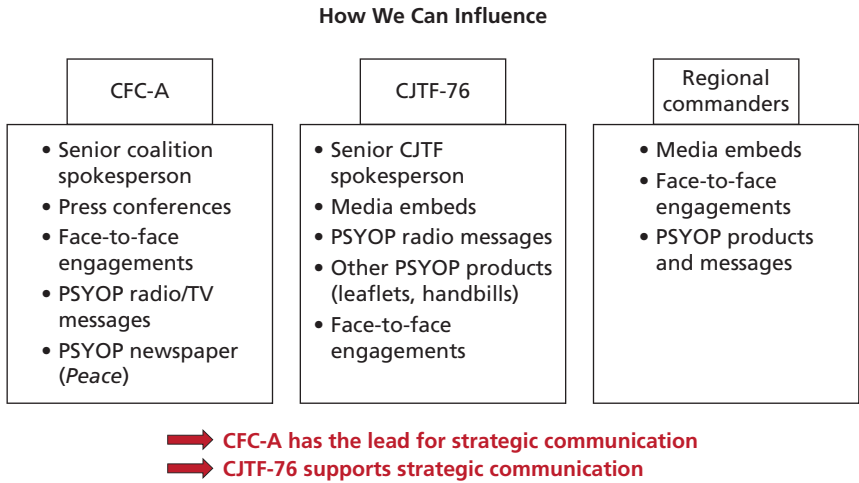 How We Can Influence
CFC-A
• Senior coalition
spokesperson
• Press conferences
• Face-to-face
engagements
• PSYOP radio/TV
messages
• PSYOP newspaper
(Peace)
CJTF-76
• Senior CJTF
spokesperson
• Media embeds
• PSYOP radio messages
• Other PSYOP products
(leaflets, handbills)
• Face-to-face
engagements
Regional
commanders
• Media embeds
• Face-to-face
engagements
• PSYOP products
and messages
CFC-A has the lead for strategic communication
CJTF-76 supports strategic communication